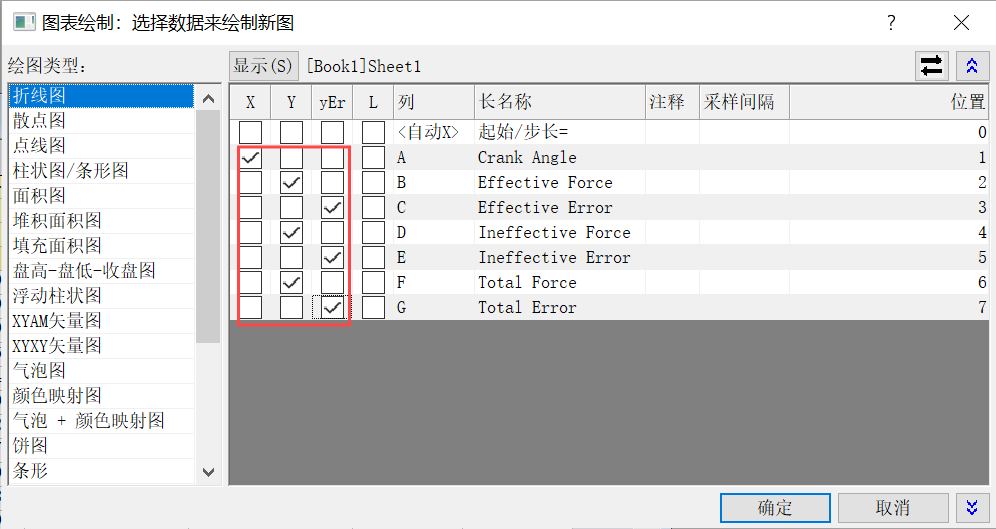 图表绘制：选择数据来绘制新图
绘图类型：
显示(S) [Book1]Sheet1
折线图
散点图
点线图
柱状图/条形图
面积图
堆积面积图
填充面积图
盘高-盘低-收盘图
浮动柱状图
XYAM矢量图
XYXY矢量图
气泡图
颜色映射图
气泡 + 颜色映射图
饼图
条形
X Y yEr L 列 长名称 注释 采样间隔 位置
<自动X> 起始/步长= 0
A Crank Angle 1
B Effective Force 2
C Effective Error 3
D Ineffective Force 4
E Ineffective Error 5
F Total Force 6
G Total Error 7
确定 取消